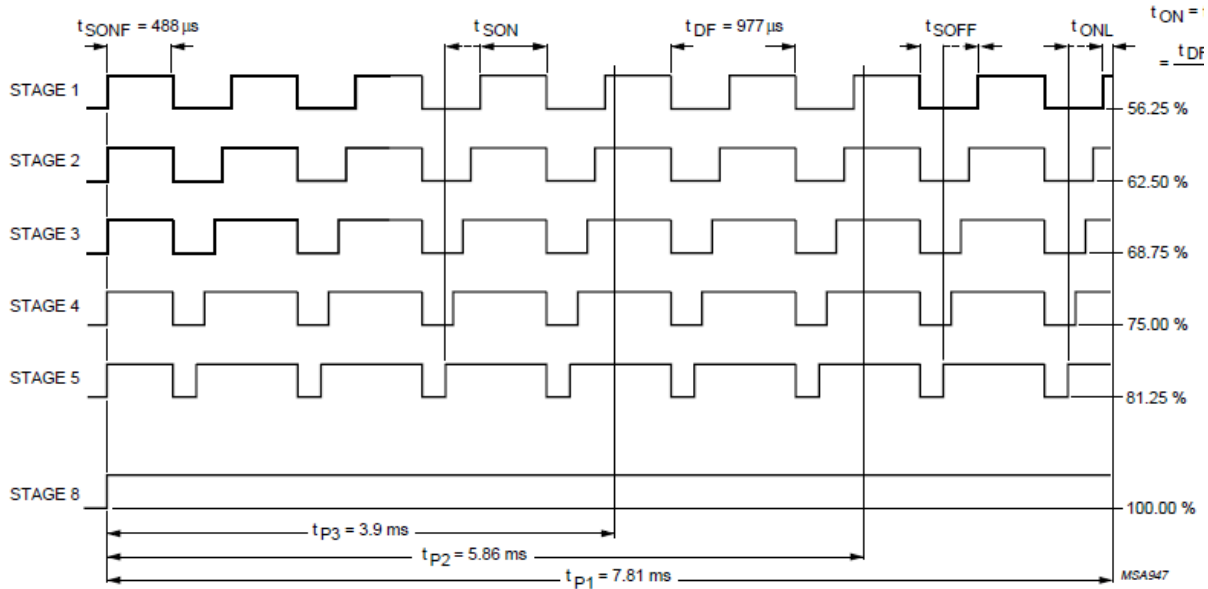 tSONF = 488 µs
tSON
tDF = 977 µs
tSOFF
tONL
tON =
= tDF
STAGE 1
56.25 %
STAGE 2
62.50 %
STAGE 3
68.75 %
STAGE 4
75.00 %
STAGE 5
81.25 %
STAGE 8
100.00 %
tP3 = 3.9 ms
tP2 = 5.86 ms
tP1 = 7.81 ms
MSA947